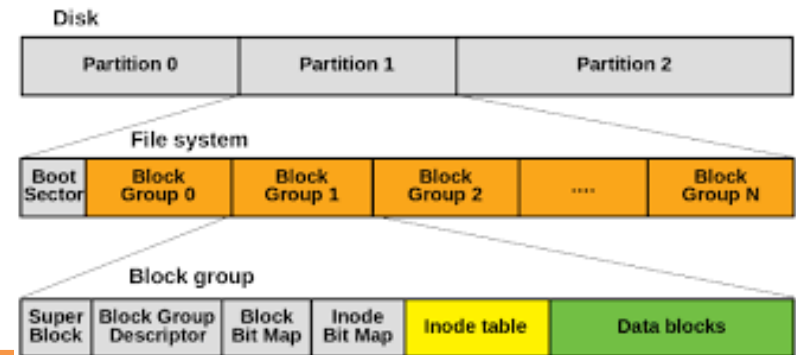 Disk
Partition 0 Partition 1 Partition 2
File system
Boot Sector Block Group 0 Block Group 1 Block Group 2 .... Block Group N
Block group
Super Block Block Group Descriptor Block Bit Map Inode Bit Map Inode table Data blocks